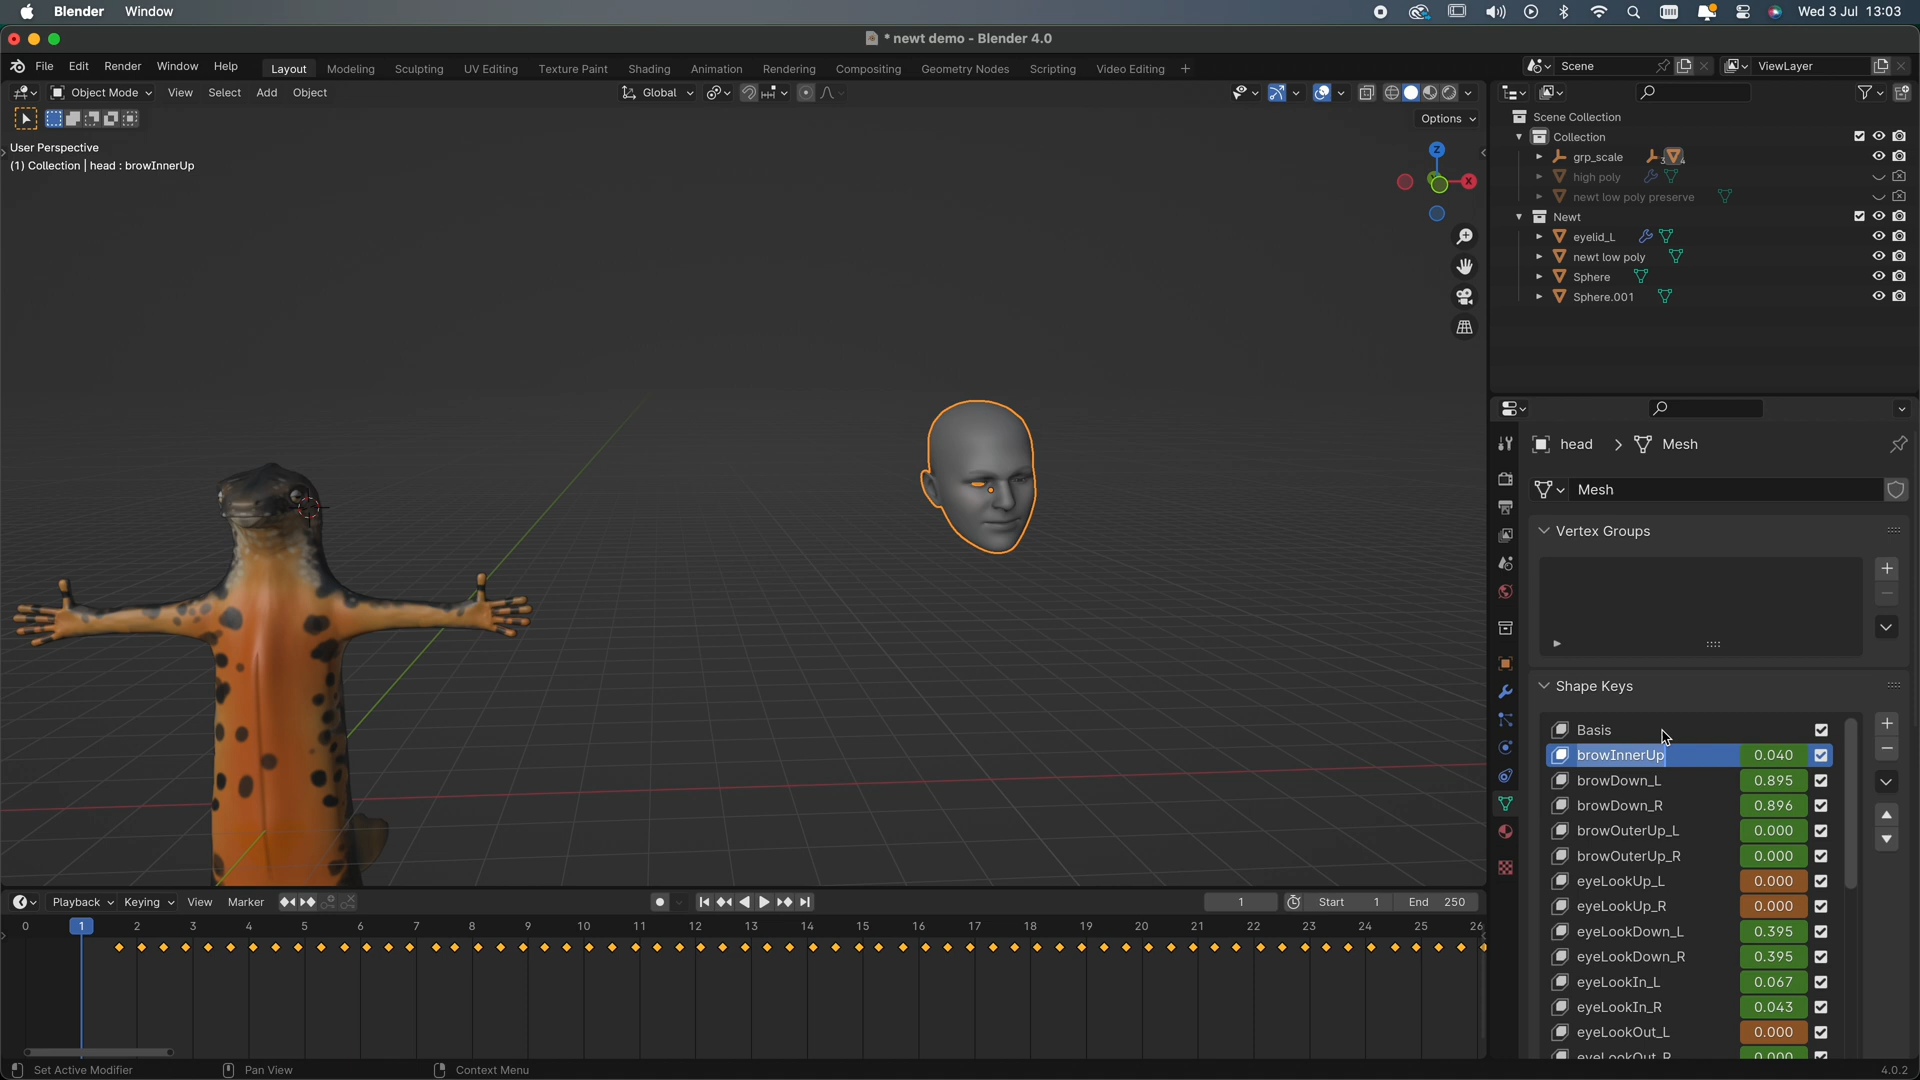 Blender Window Wed 3 Jul 13:03
* newt demo - Blender 4.0
File Edit Render Window Help Layout Modeling Sculpting UV Editing Texture Paint Shading Animation Rendering Compositing Geometry Nodes Scripting Video Editing + Scene ViewLayer
Object Mode View Select Add Object Global
Options
User Perspective
(1) Collection | head : browInnerUp
Z
X
Scene Collection
Collection
grp_scale
high poly
newt low poly preserve
Newt
eyelid_L
newt low poly
Sphere
Sphere.001
head > Mesh
Mesh
Vertex Groups
Shape Keys
Basis
browInnerUp 0.040
browDown_L 0.895
browDown_R 0.896
browOuterUp_L 0.000
browOuterUp_R 0.000
eyeLookUp_L 0.000
eyeLookUp_R 0.000
eyeLookDown_L 0.395
eyeLookDown_R 0.395
eyeLookIn_L 0.067
eyeLookIn_R 0.043
eyeLookOut_L 0.000
eyeLookOut_R 0.000
Playback Keying View Marker 1 Start 1 End 250
0 1 2 3 4 5 6 7 8 9 10 11 12 13 14 15 16 17 18 19 20 21 22 23 24 25 26
Set Active Modifier Pan View Context Menu 4.0.2